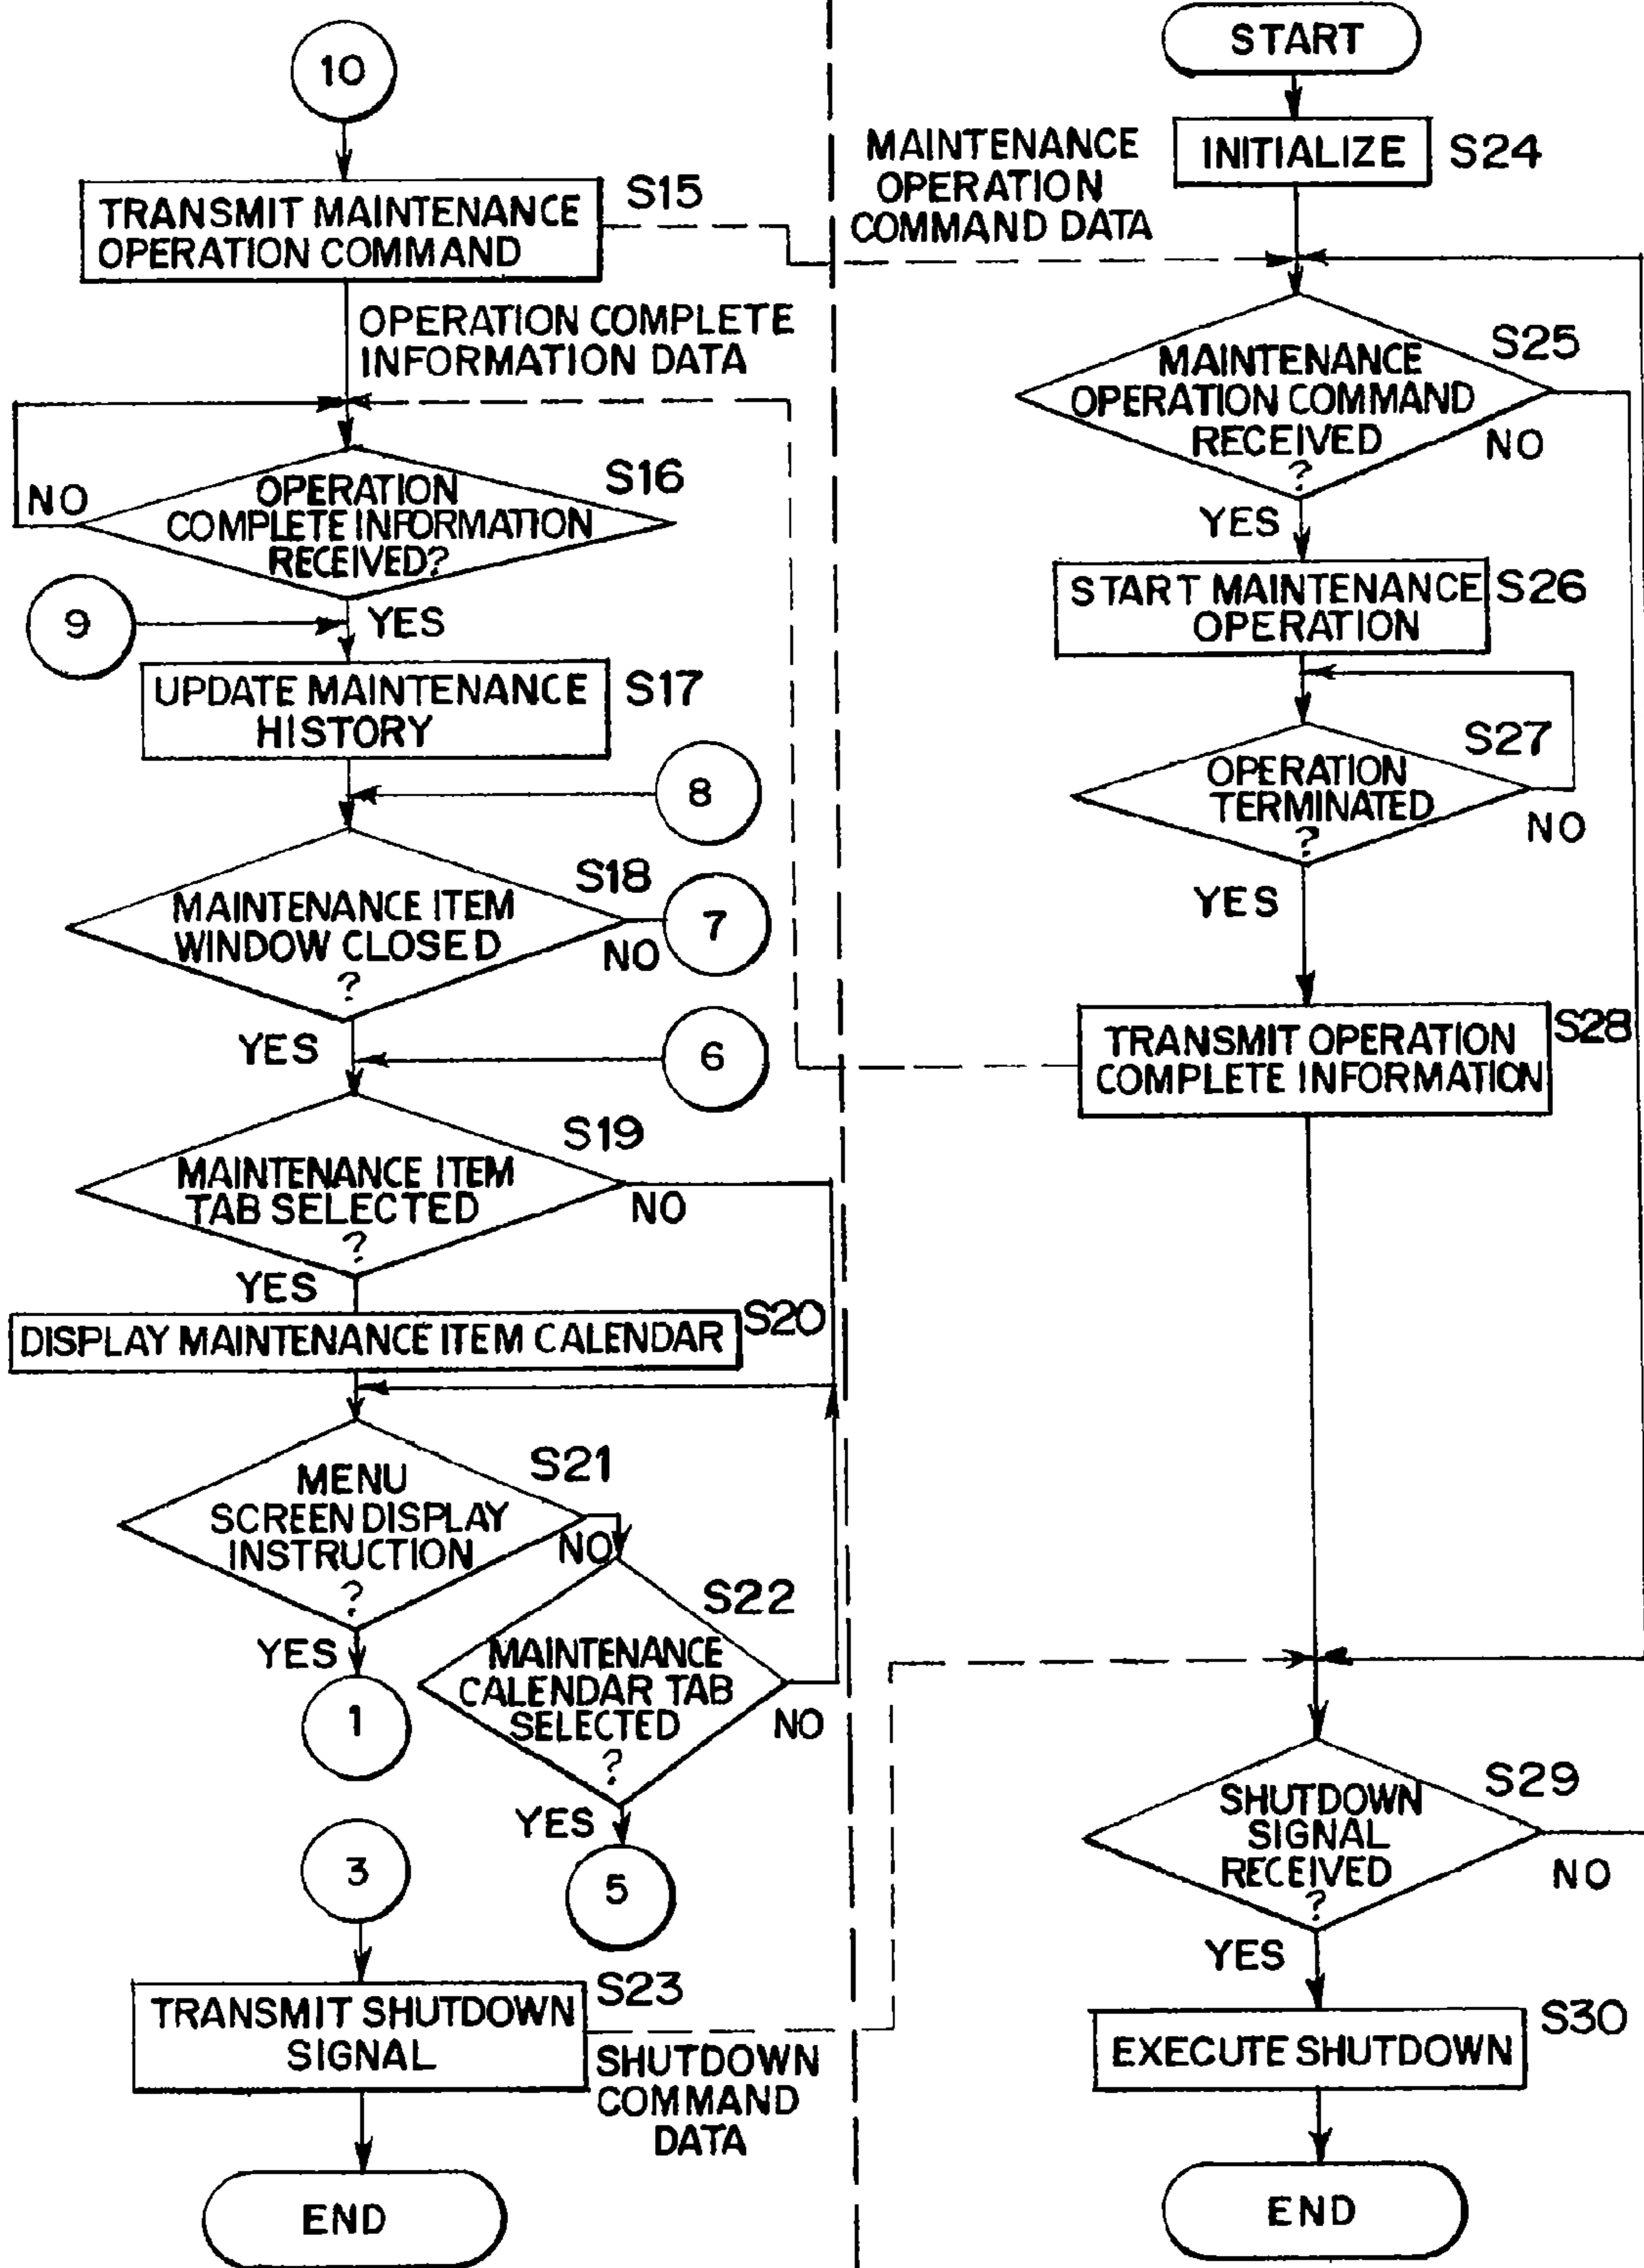 10
TRANSMIT MAINTENANCE
OPERATION COMMAND
S15
OPERATION COMPLETE
INFORMATION DATA
OPERATION
COMPLETE INFORMATION
RECEIVED?
S16
NO
YES
9
UPDATE MAINTENANCE
HISTORY
S17
8
MAINTENANCE ITEM
WINDOW CLOSED
?
S18
NO
7
YES
6
MAINTENANCE ITEM
TAB SELECTED
?
S19
NO
YES
DISPLAY MAINTENANCE ITEM CALENDAR
S20
MENU
SCREEN DISPLAY
INSTRUCTION
?
S21
NO
YES
1
MAINTENANCE
CALENDAR TAB
SELECTED
?
S22
NO
YES
5
3
TRANSMIT SHUTDOWN
SIGNAL
S23
SHUTDOWN
COMMAND
DATA
END
START
INITIALIZE
S24
MAINTENANCE
OPERATION
COMMAND DATA
MAINTENANCE
OPERATION COMMAND
RECEIVED
?
S25
NO
YES
START MAINTENANCE
OPERATION
S26
OPERATION
TERMINATED
?
S27
NO
YES
TRANSMIT OPERATION
COMPLETE INFORMATION
S28
SHUTDOWN
SIGNAL
RECEIVED
?
S29
NO
YES
EXECUTE SHUTDOWN
S30
END